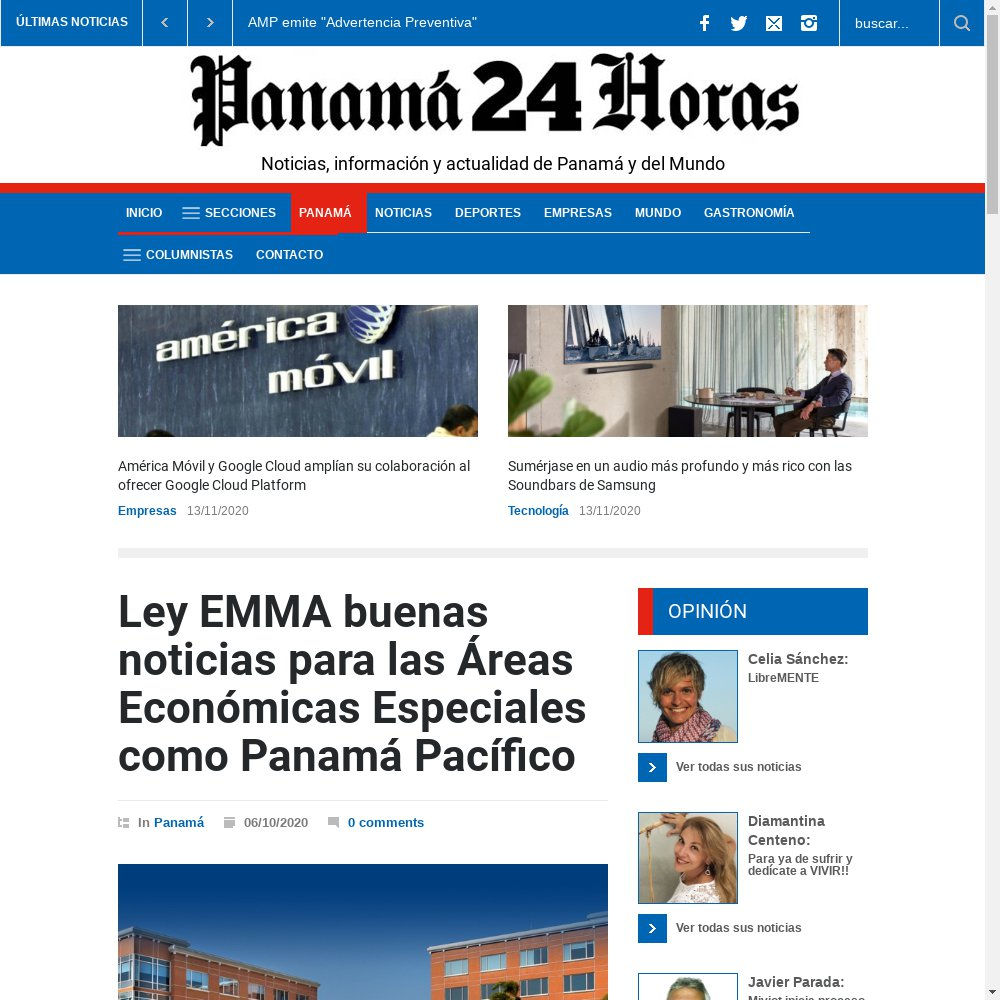 ÚLTIMAS NOTICIAS
AMP emite "Advertencia Preventiva"
buscar...
Panamá 24 Horas
Noticias, información y actualidad de Panamá y del Mundo
INICIO SECCIONES PANAMÁ NOTICIAS DEPORTES EMPRESAS MUNDO GASTRONOMÍA
COLUMNISTAS CONTACTO
américa
móvil
América Móvil y Google Cloud amplían su colaboración al
ofrecer Google Cloud Platform
Empresas 13/11/2020
Sumérjase en un audio más profundo y más rico con las
Soundbars de Samsung
Tecnología 13/11/2020
Ley EMMA buenas
noticias para las Áreas
Económicas Especiales
como Panamá Pacífico
In Panamá 06/10/2020 0 comments
OPINIÓN
Celia Sánchez:
LibreMENTE
Ver todas sus noticias
Diamantina
Centeno:
Para ya de sufrir y
dedícate a VIVIR!!
Ver todas sus noticias
Javier Parada: